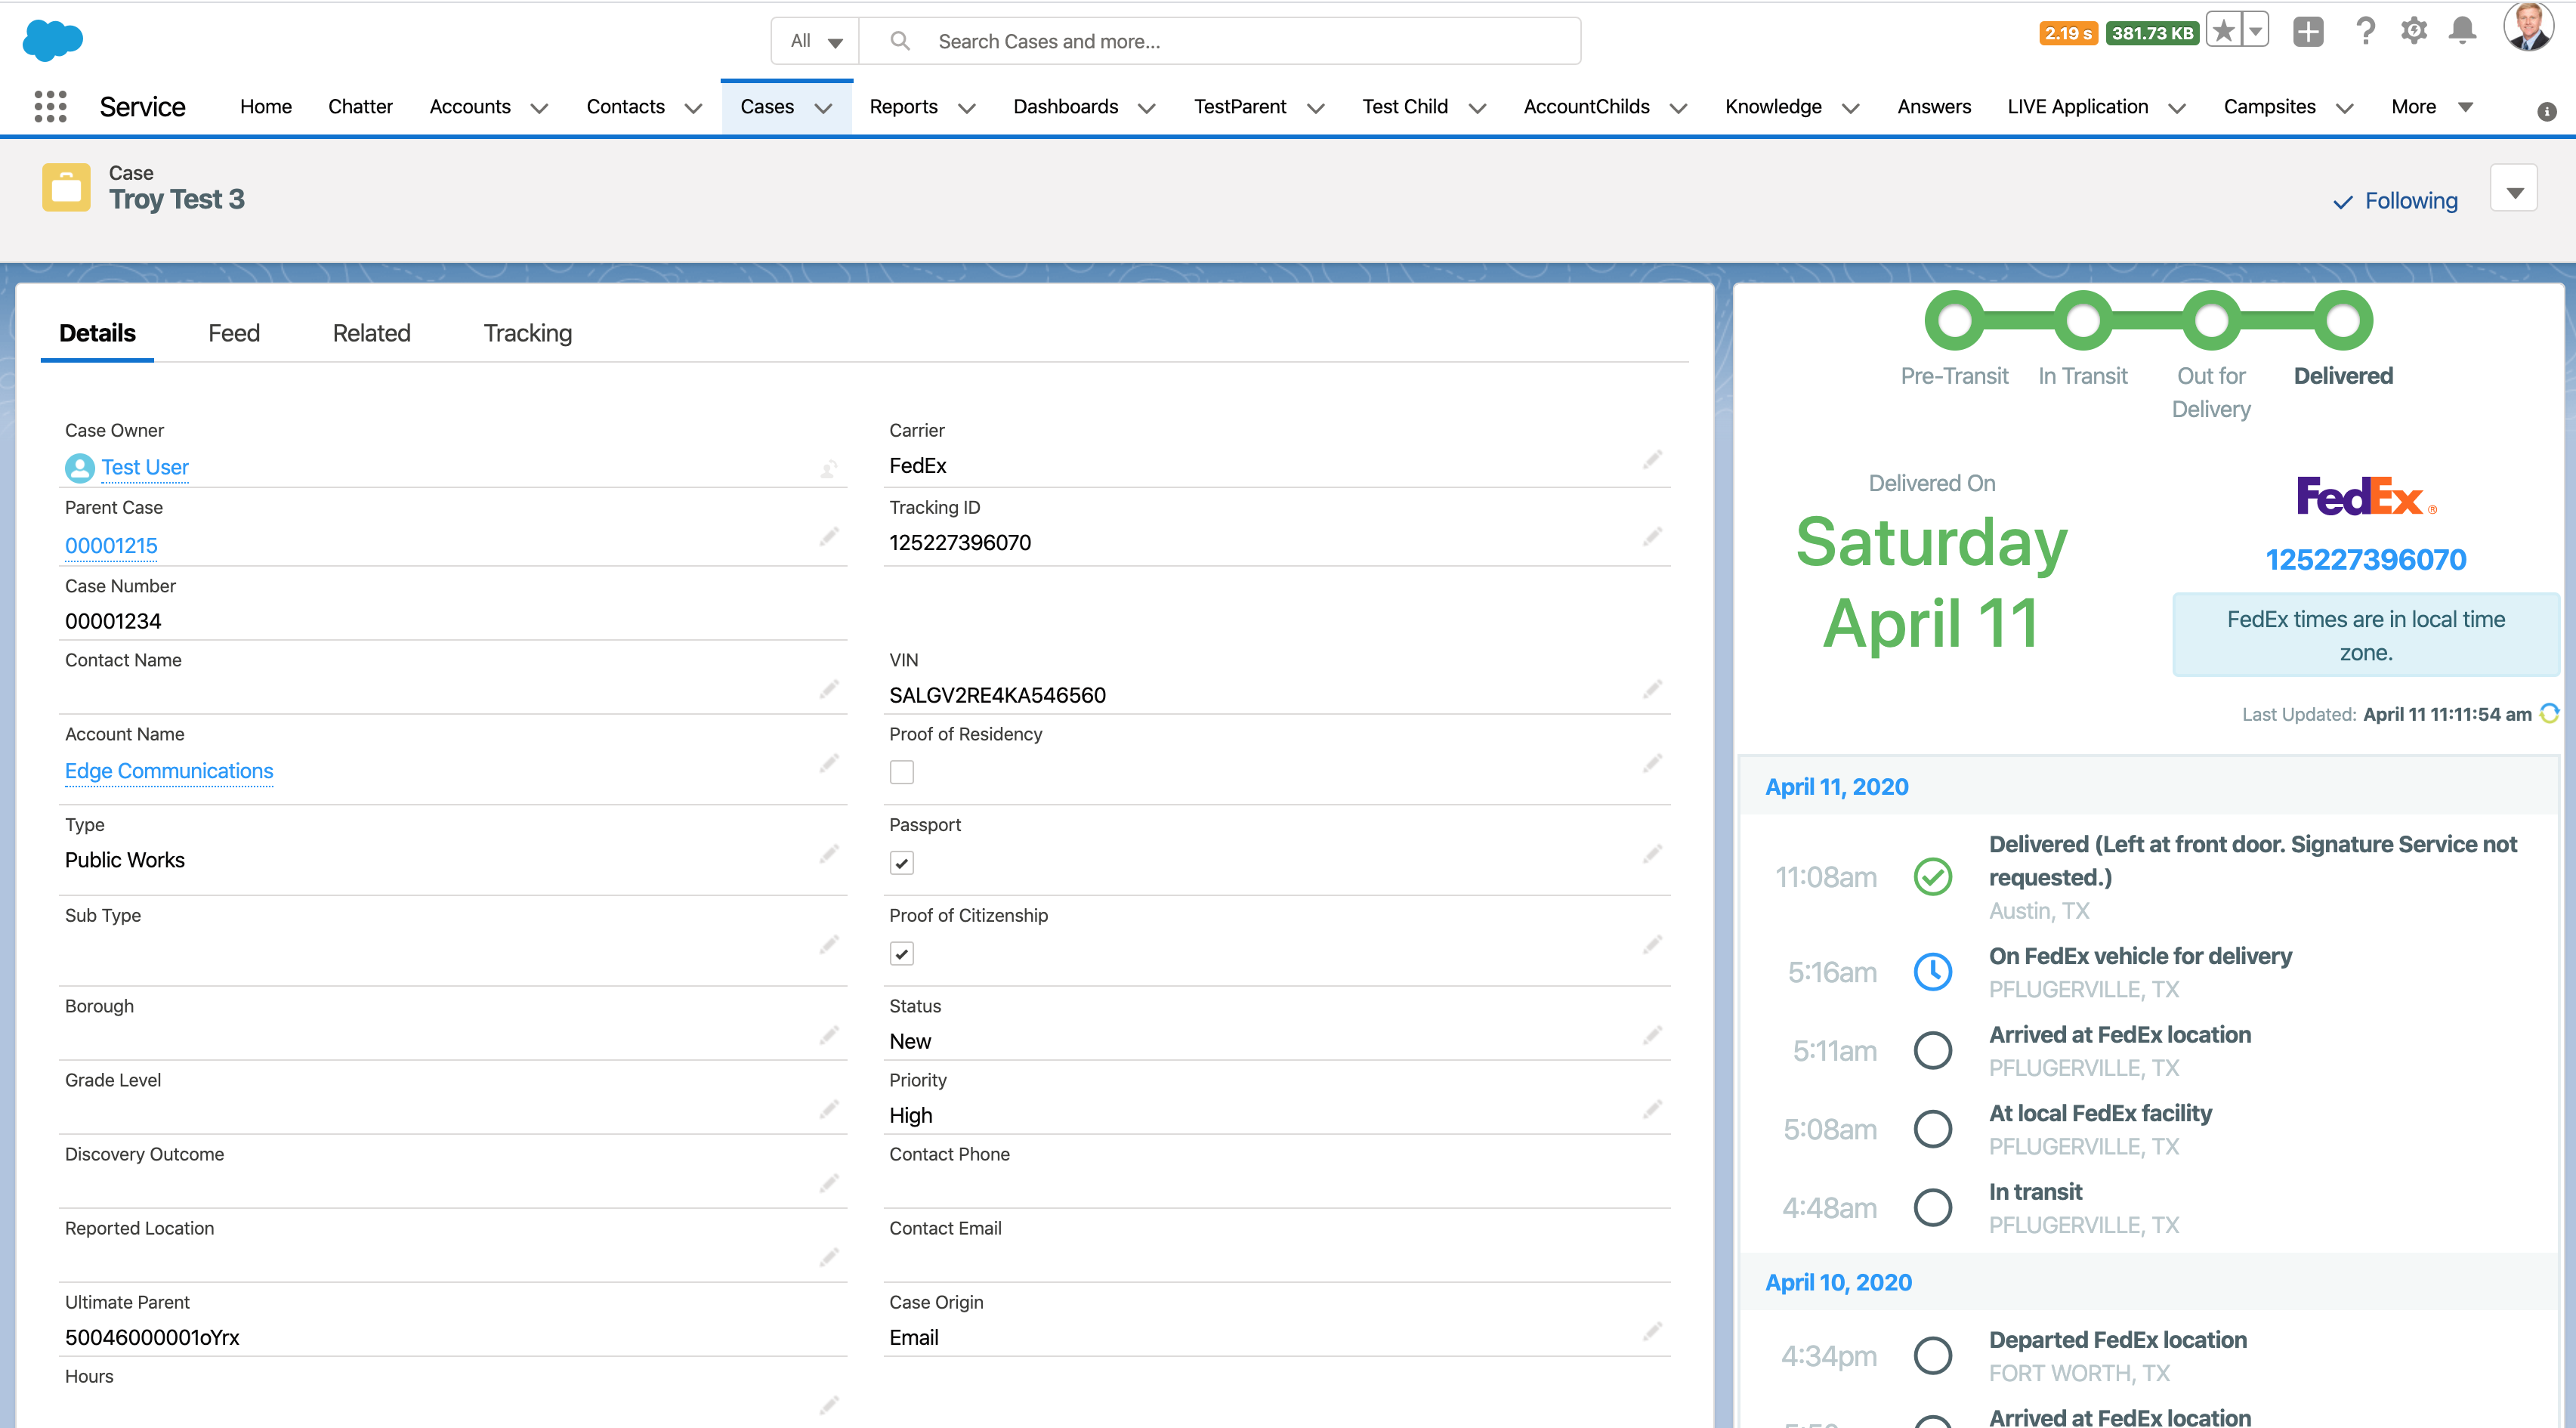 All
Search Cases and more...
2.19 s
381.73 KB
Service
Home
Chatter
Accounts
Contacts
Cases
Reports
Dashboards
TestParent
Test Child
AccountChilds
Knowledge
Answers
LIVE Application
Campsites
More
Case
Troy Test 3
Following
Details
Feed
Related
Tracking
Case Owner
Test User
Parent Case
00001215
Case Number
00001234
Contact Name
Account Name
Edge Communications
Type
Public Works
Sub Type
Borough
Grade Level
Discovery Outcome
Reported Location
Ultimate Parent
50046000001oYrx
Hours
Carrier
FedEx
Tracking ID
125227396070
VIN
SALGV2RE4KA546560
Proof of Residency
Passport
Proof of Citizenship
Status
New
Priority
High
Contact Phone
Contact Email
Case Origin
Email
Pre-Transit
In Transit
Out for
Delivery
Delivered
Delivered On
Saturday
April 11
FedEx®
125227396070
FedEx times are in local time
zone.
Last Updated: April 11 11:11:54 am
April 11, 2020
11:08am
Delivered (Left at front door. Signature Service not
requested.)
Austin, TX
5:16am
On FedEx vehicle for delivery
PFLUGERVILLE, TX
5:11am
Arrived at FedEx location
PFLUGERVILLE, TX
5:08am
At local FedEx facility
PFLUGERVILLE, TX
4:48am
In transit
PFLUGERVILLE, TX
April 10, 2020
4:34pm
Departed FedEx location
FORT WORTH, TX
Arrived at FedEx location